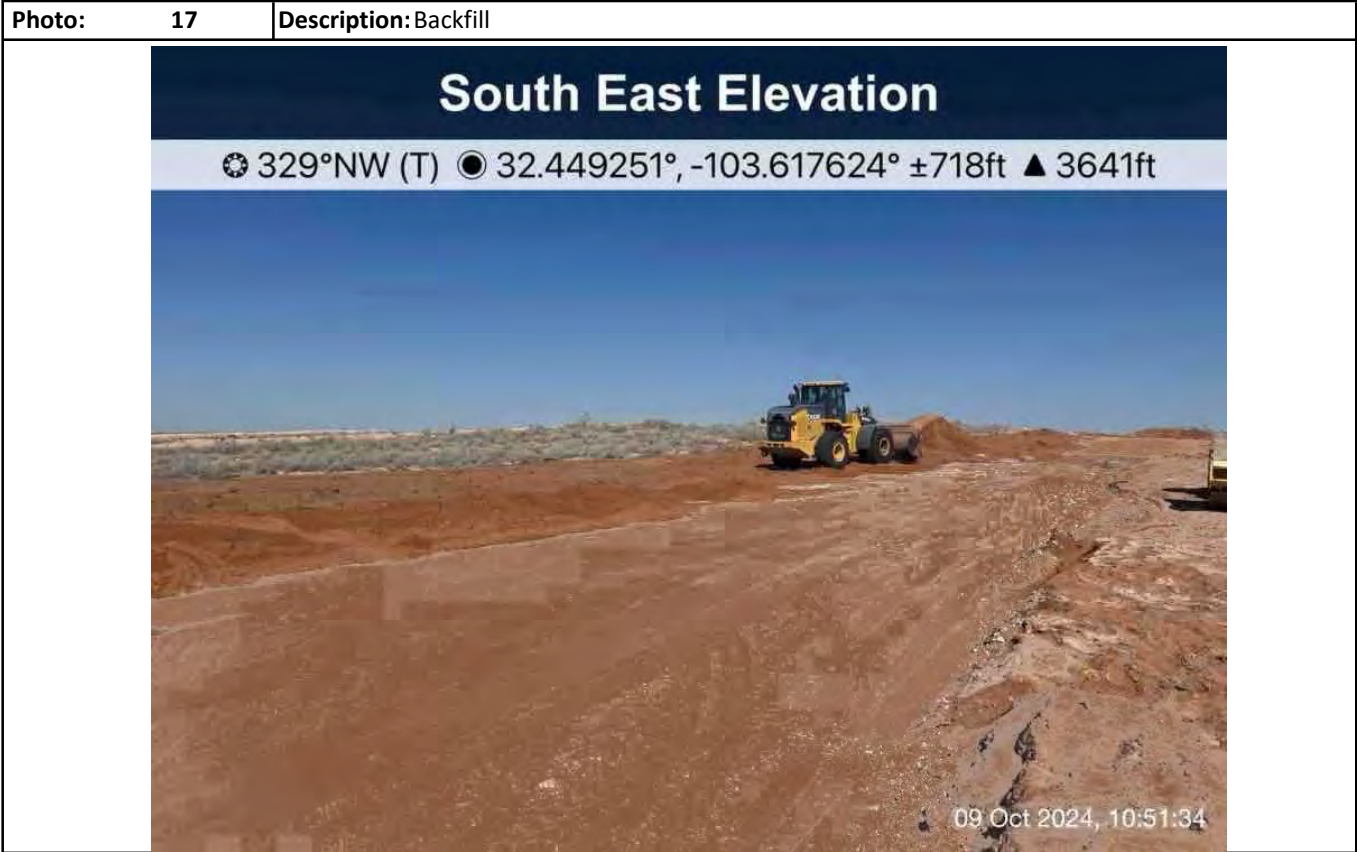 Photo: 17 Description: Backfill
South East Elevation
329°NW (T) 32.449251°, -103.617624° ±718ft ▲ 3641ft
09 Oct 2024, 10:51:34